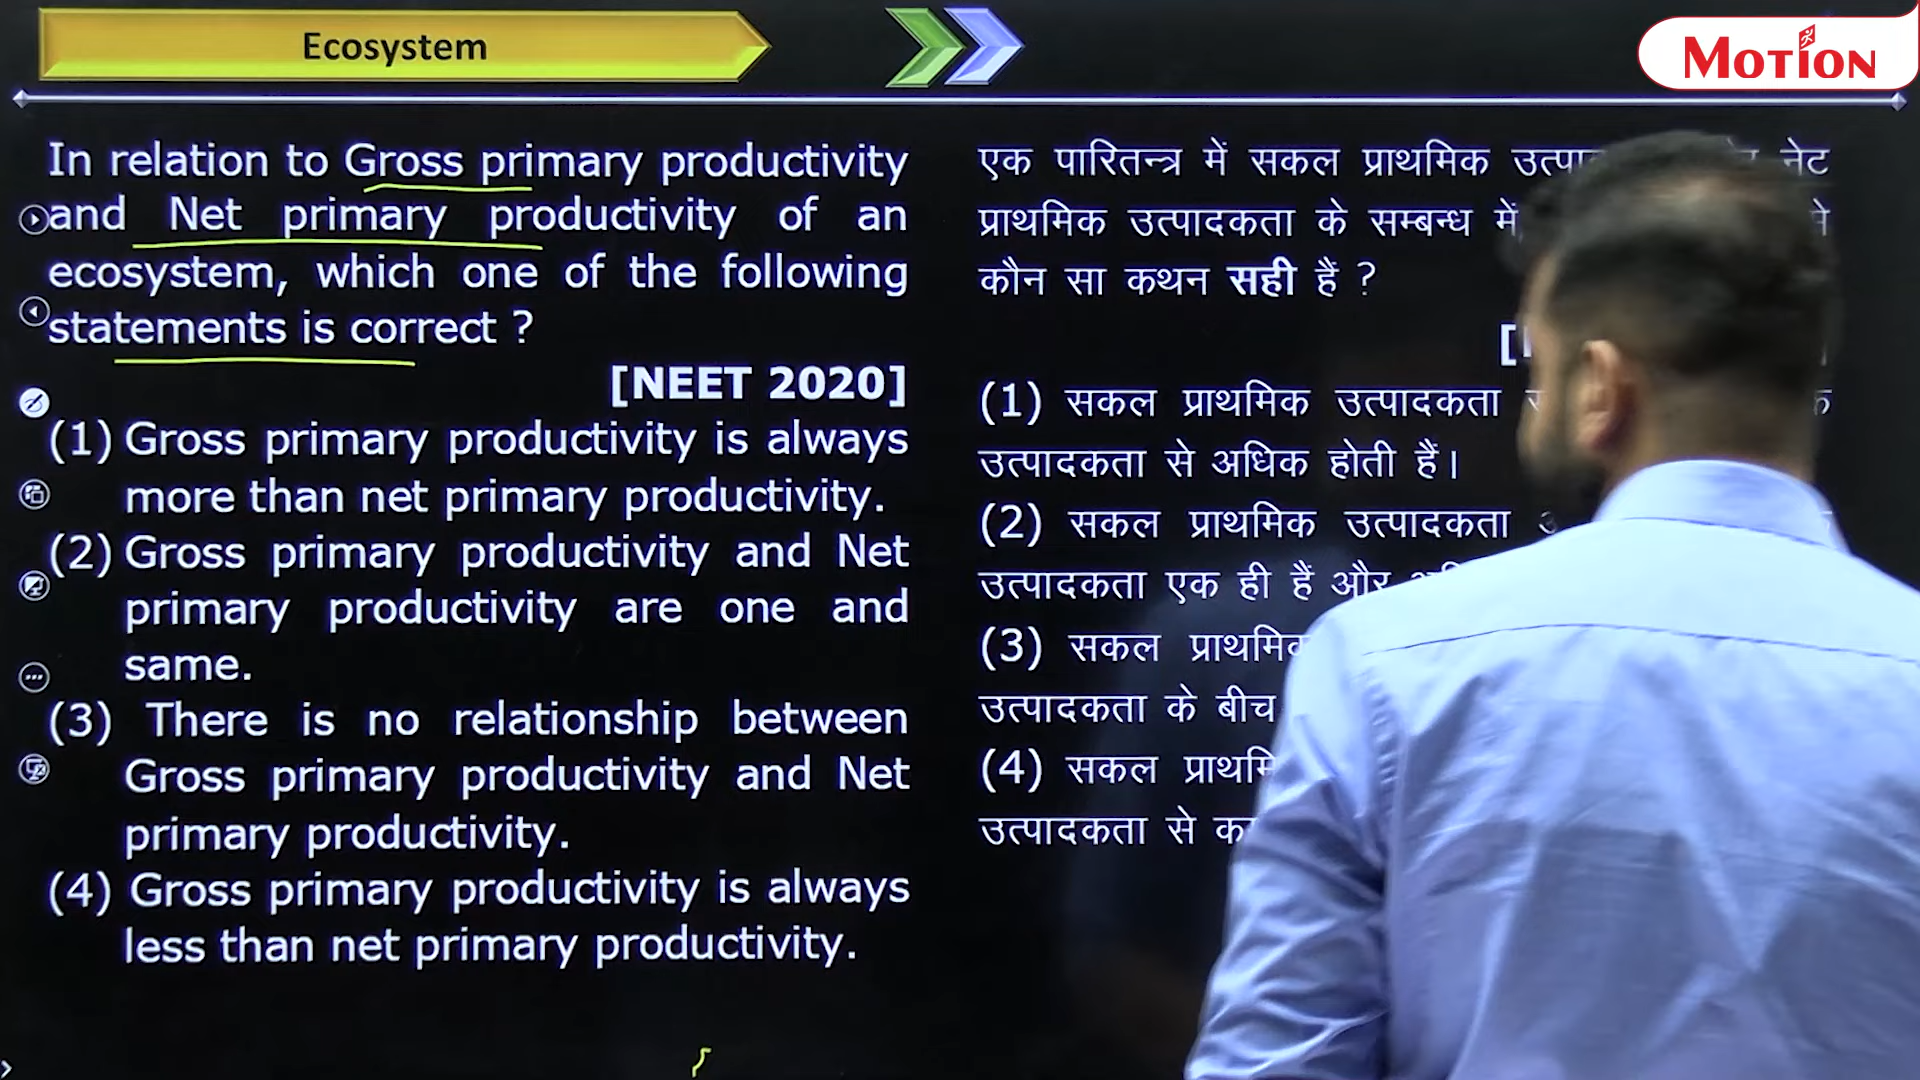 Ecosystem
MOTION
In relation to Gross primary productivity
and Net primary productivity of an
ecosystem, which one of the following
statements is correct ?
[NEET 2020]
(1) Gross primary productivity is always
more than net primary productivity.
(2) Gross primary productivity and Net
primary productivity are one and
same.
(3) There is no relationship between
Gross primary productivity and Net
primary productivity.
(4) Gross primary productivity is always
less than net primary productivity.
एक पारितन्त्र में सकल प्राथमिक नेट
प्राथमिक उत्पादकता के सम्बन्ध में
कौन सा कथन सही हैं ?
(1) सकल प्राथमिक उत्पादकता
उत्पादकता से अधिक होती हैं।
(2) सकल प्राथमिक उत्पादकता
उत्पादकता एक ही हैं और
(3) सकल
उत्पादकता के बीच
(4) सकल
उत्पादकता से